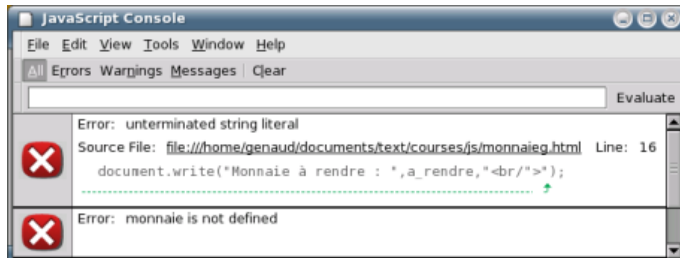 JavaScript Console
File Edit View Tools Window Help
All Errors Warnings Messages Clear
Evaluate
Error: unterminated string literal
Source File: file:///home/genaud/documents/text/courses/js/monnaieg.html Line: 16
document.write("Monnaie à rendre : ",a_rendre,"<br/">");
Error: monnaie is not defined